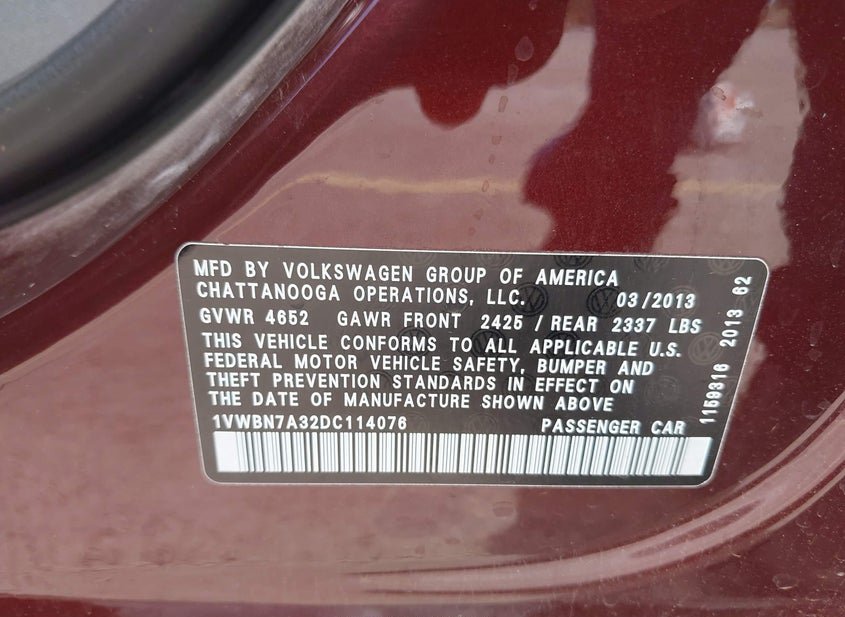 MFD BY VOLKSWAGEN GROUP OF AMERICA
CHATTANOOGA OPERATIONS, LLC. 03/2013
GVWR 4652 GAWR FRONT 2425 / REAR 2337 LBS
THIS VEHICLE CONFORMS TO ALL APPLICABLE U.S.
FEDERAL MOTOR VEHICLE SAFETY, BUMPER AND
THEFT PREVENTION STANDARDS IN EFFECT ON
THE DATE OF MANUFACTURE SHOWN ABOVE
1VWBN7A32DC114076 PASSENGER CAR
1159316 2013 62